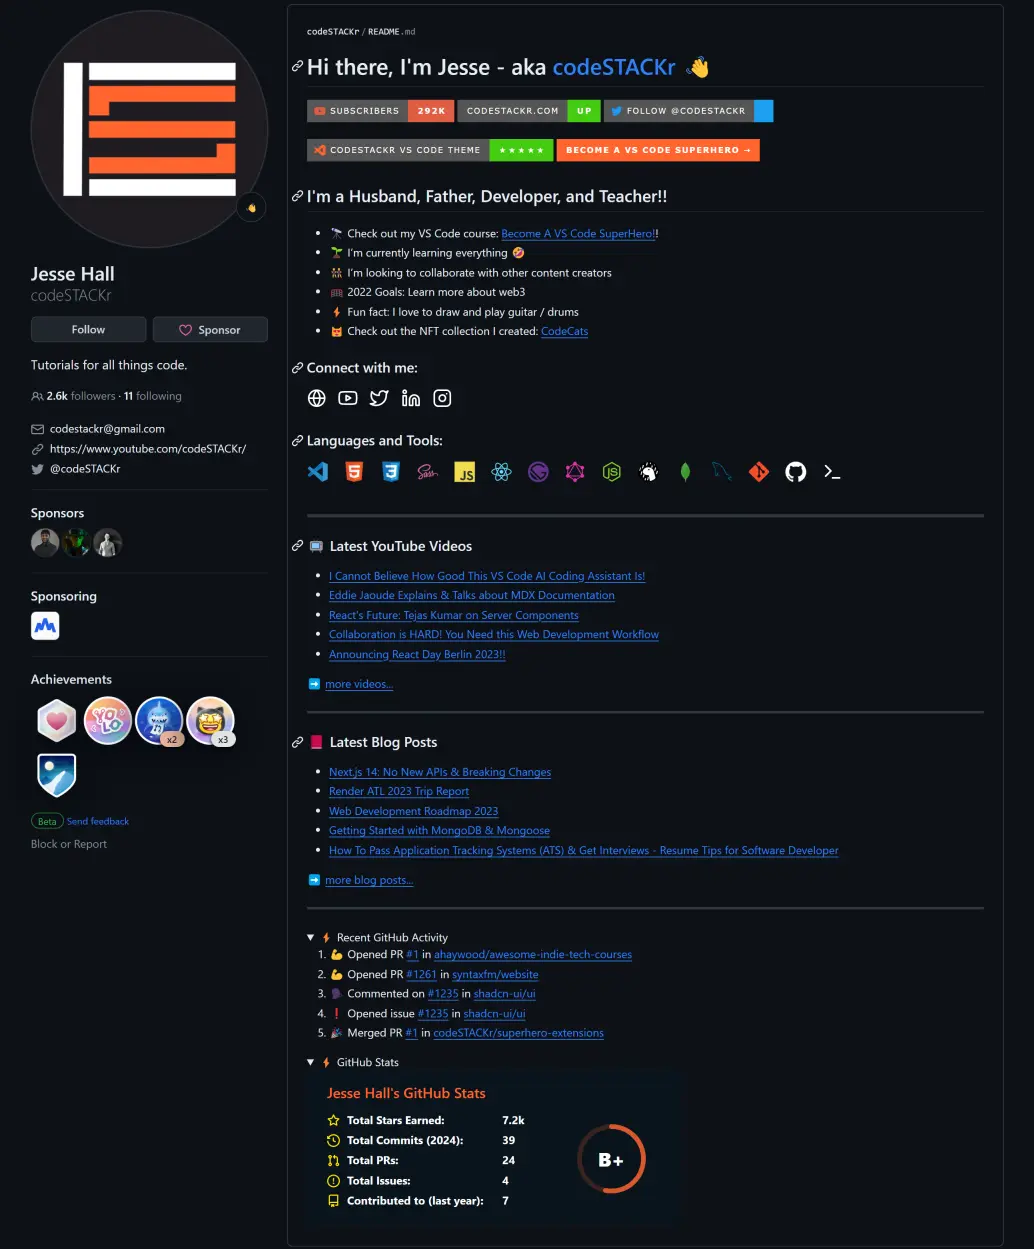 Jesse Hall
codeSTACKr
Follow
Sponsor
Tutorials for all things code.
2.6k followers · 11 following
codestackr@gmail.com
https://www.youtube.com/codeSTACKr/
@codeSTACKr
Sponsors
Sponsoring
Achievements
YOLO
x2
x3
Beta Send feedback
Block or Report
codeSTACKr / README.md
Hi there, I'm Jesse - aka codeSTACKr 👋
SUBSCRIBERS 292K CODESTACKR.COM UP FOLLOW @CODESTACKR
CODESTACKR VS CODE THEME ★★★★★ BECOME A VS CODE SUPERHERO →
I'm a Husband, Father, Developer, and Teacher!!
• 🔭 Check out my VS Code course: Become A VS Code SuperHero!!
• 🌱 I'm currently learning everything 🤣
• 👯 I'm looking to collaborate with other content creators
• 🥅 2022 Goals: Learn more about web3
• ⚡ Fun fact: I love to draw and play guitar / drums
• 😻 Check out the NFT collection I created: CodeCats
Connect with me:
Languages and Tools:
JS
📺 Latest YouTube Videos
• I Cannot Believe How Good This VS Code AI Coding Assistant Is!
• Eddie Jaoude Explains & Talks about MDX Documentation
• React's Future: Tejas Kumar on Server Components
• Collaboration is HARD! You Need this Web Development Workflow
• Announcing React Day Berlin 2023!!
➡️ more videos...
📕 Latest Blog Posts
• Next.js 14: No New APIs & Breaking Changes
• Render ATL 2023 Trip Report
• Web Development Roadmap 2023
• Getting Started with MongoDB & Mongoose
• How To Pass Application Tracking Systems (ATS) & Get Interviews - Resume Tips for Software Developer
➡️ more blog posts...
▼ ⚡ Recent GitHub Activity
1. 💪 Opened PR #1 in ahaywood/awesome-indie-tech-courses
2. 💪 Opened PR #1261 in syntaxfm/website
3. 🗣 Commented on #1235 in shadcn-ui/ui
4. ❗ Opened issue #1235 in shadcn-ui/ui
5. 🎉 Merged PR #1 in codeSTACKr/superhero-extensions
▼ ⚡ GitHub Stats
Jesse Hall's GitHub Stats
Total Stars Earned: 7.2k
Total Commits (2024): 39
Total PRs: 24
Total Issues: 4
Contributed to (last year): 7
B+